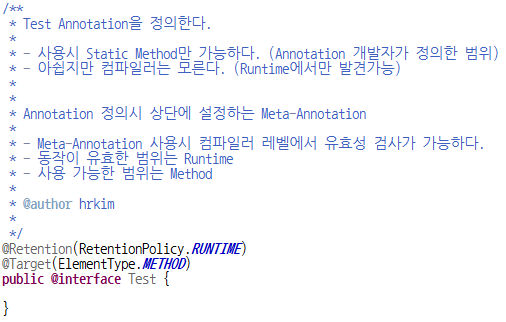 /**
 * Test Annotation을 정의한다.
 *
 * - 사용시 Static Method만 가능하다. (Annotation 개발자가 정의한 범위)
 * - 아쉽지만 컴파일러는 모른다. (Runtime에서만 발견가능)
 *
 *
 * Annotation 정의시 상단에 설정하는 Meta-Annotation
 *
 * - Meta-Annotation 사용시 컴파일러 레벨에서 유효성 검사가 가능하다.
 * - 동작이 유효한 범위는 Runtime
 * - 사용 가능한 범위는 Method
 *
 * @author hrkim
 *
 */
@Retention(RetentionPolicy.RUNTIME)
@Target(ElementType.METHOD)
public @interface Test {

}